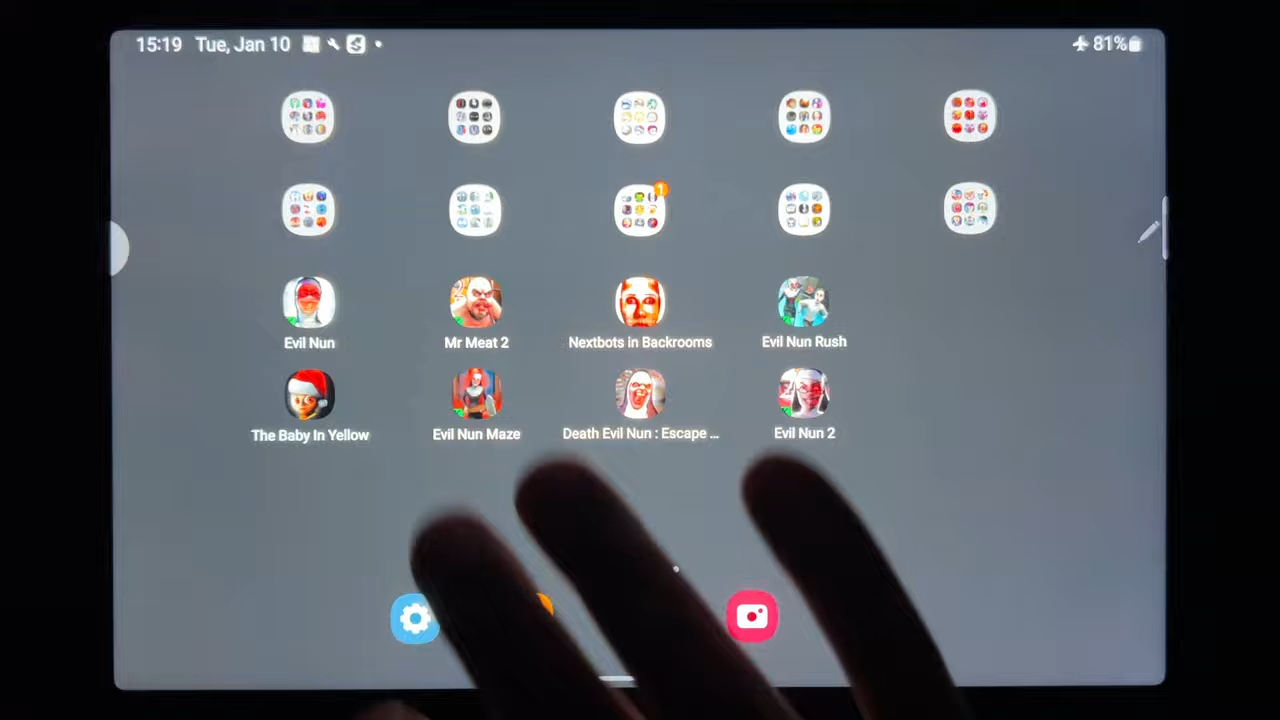 15:19 Tue, Jan 10
81%
1
Evil Nun
Mr Meat 2
Nextbots in Backrooms
Evil Nun Rush
The Baby In Yellow
Evil Nun Maze
Death Evil Nun : Escape ...
Evil Nun 2